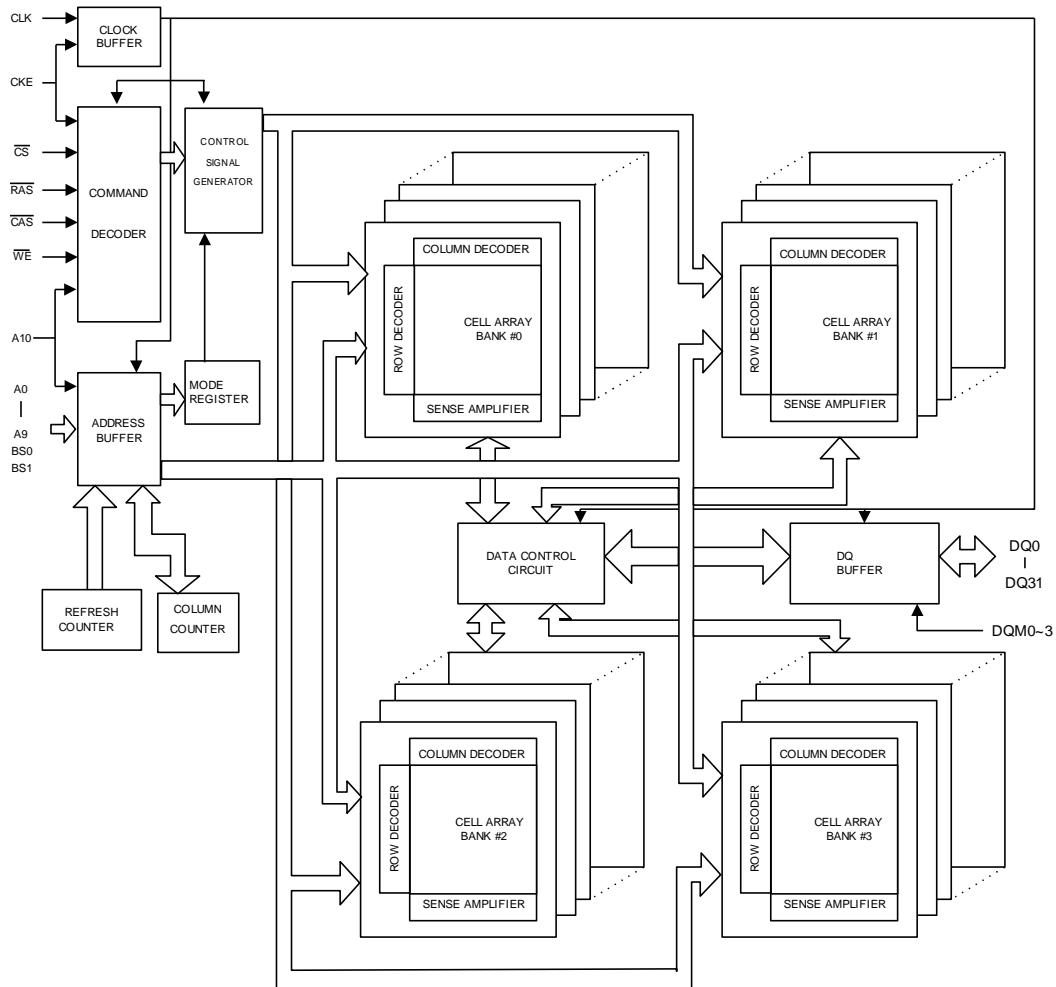 CLK
CLOCK
BUFFER
CKE
COMMAND
DECODER
CONTROL
SIGNAL
GENERATOR
CS
RAS
CAS
WE
A10
A0
A9
BS0
BS1
ADDRESS
BUFFER
MODE
REGISTER
REFRESH
COUNTER
COLUMN
COUNTER
COLUMN DECODER
ROW DECODER
CELL ARRAY
BANK #0
SENSE AMPLIFIER
COLUMN DECODER
ROW DECODER
CELL ARRAY
BANK #1
SENSE AMPLIFIER
DATA CONTROL
CIRCUIT
DQ
BUFFER
DQ0
DQ31
DQM0~3
COLUMN DECODER
ROW DECODER
CELL ARRAY
BANK #2
SENSE AMPLIFIER
COLUMN DECODER
ROW DECODER
CELL ARRAY
BANK #3
SENSE AMPLIFIER